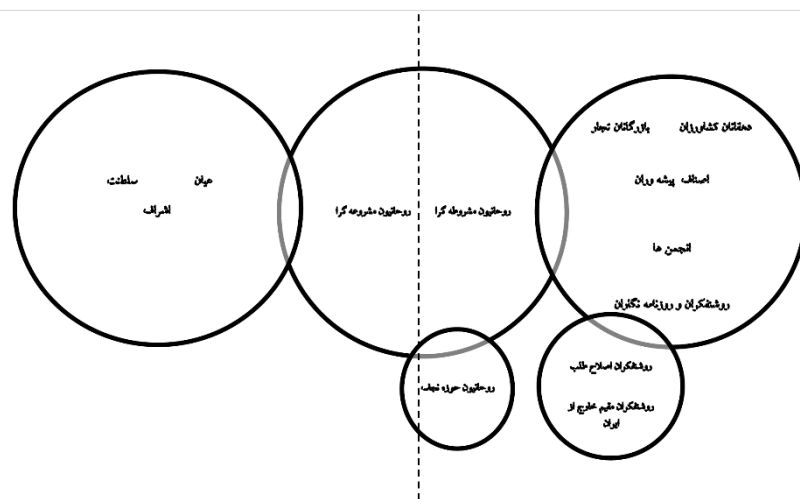 دهقانان کشاورزان بازرگانان تجار
اصناف پیشه وران
انجمن ها
روشنفکران و روزنامه نگاران
روحانیون مشروطه گرا
روحانیون مشروعه گرا
عیان سلطنت
اشراف
روشنفکران اصلاح طلب
روشنفکران مقیم خارج از
ایران
روحانیون حوزه نجف